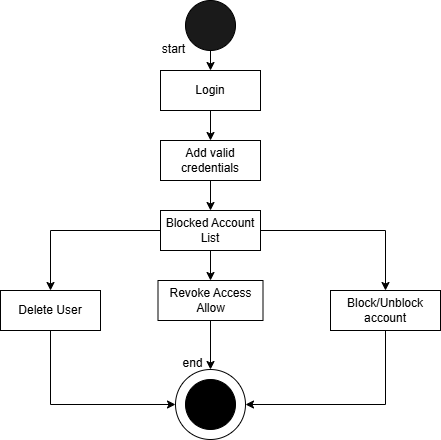 start
Login
Add valid
credentials
Blocked Account
List
Delete User
Revoke Access
Allow
Block/Unblock
account
end